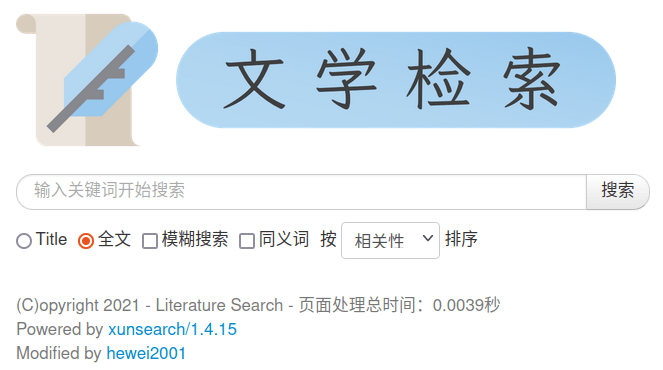 文学检索
输入关键词开始搜索 搜索
Title 全文 模糊搜索 同义词 按 相关性 排序
(C)opyright 2021 - Literature Search - 页面处理总时间：0.0039秒
Powered by xunsearch/1.4.15
Modified by hewei2001